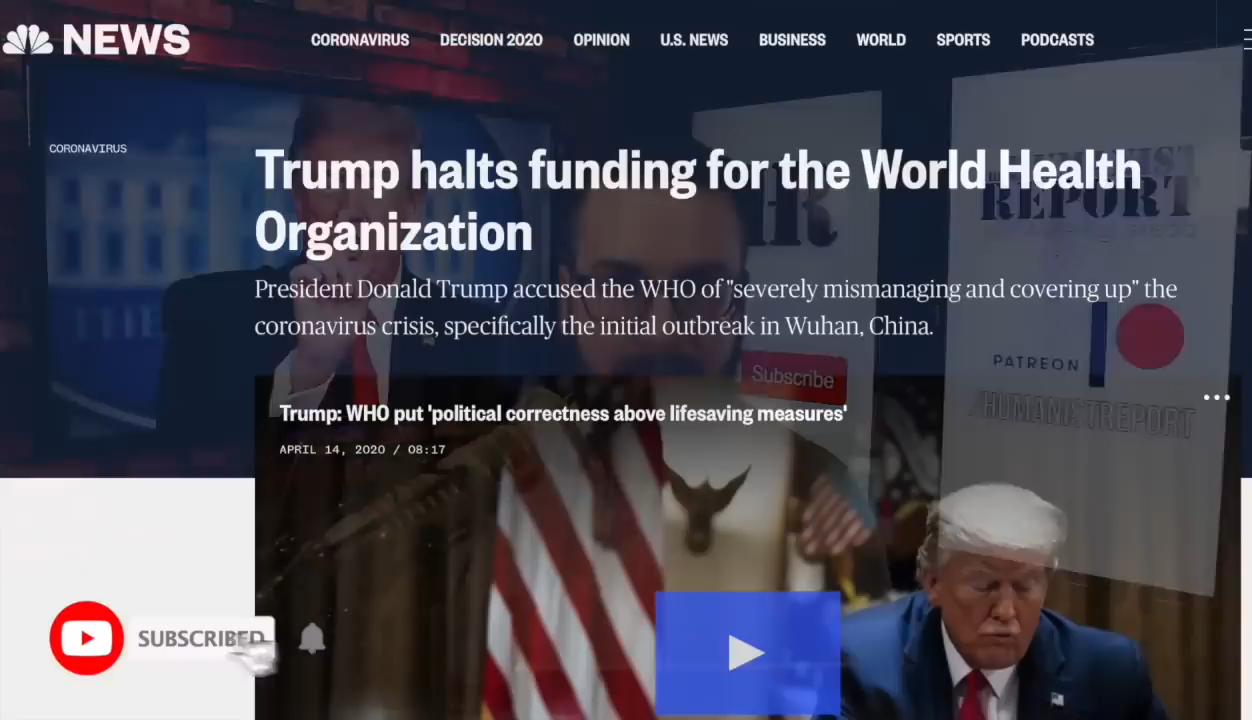 NEWS
CORONAVIRUS DECISION 2020 OPINION U.S. NEWS BUSINESS WORLD SPORTS PODCASTS
CORONAVIRUS
Trump halts funding for the World Health
Organization
President Donald Trump accused the WHO of "severely mismanaging and covering up" the
coronavirus crisis, specifically the initial outbreak in Wuhan, China.
Trump: WHO put 'political correctness above lifesaving measures'
APRIL 14, 2020 / 08:17
HR
REPORT
PATREON
/HUMANISTREPORT
Subscribe
SUBSCRIBED